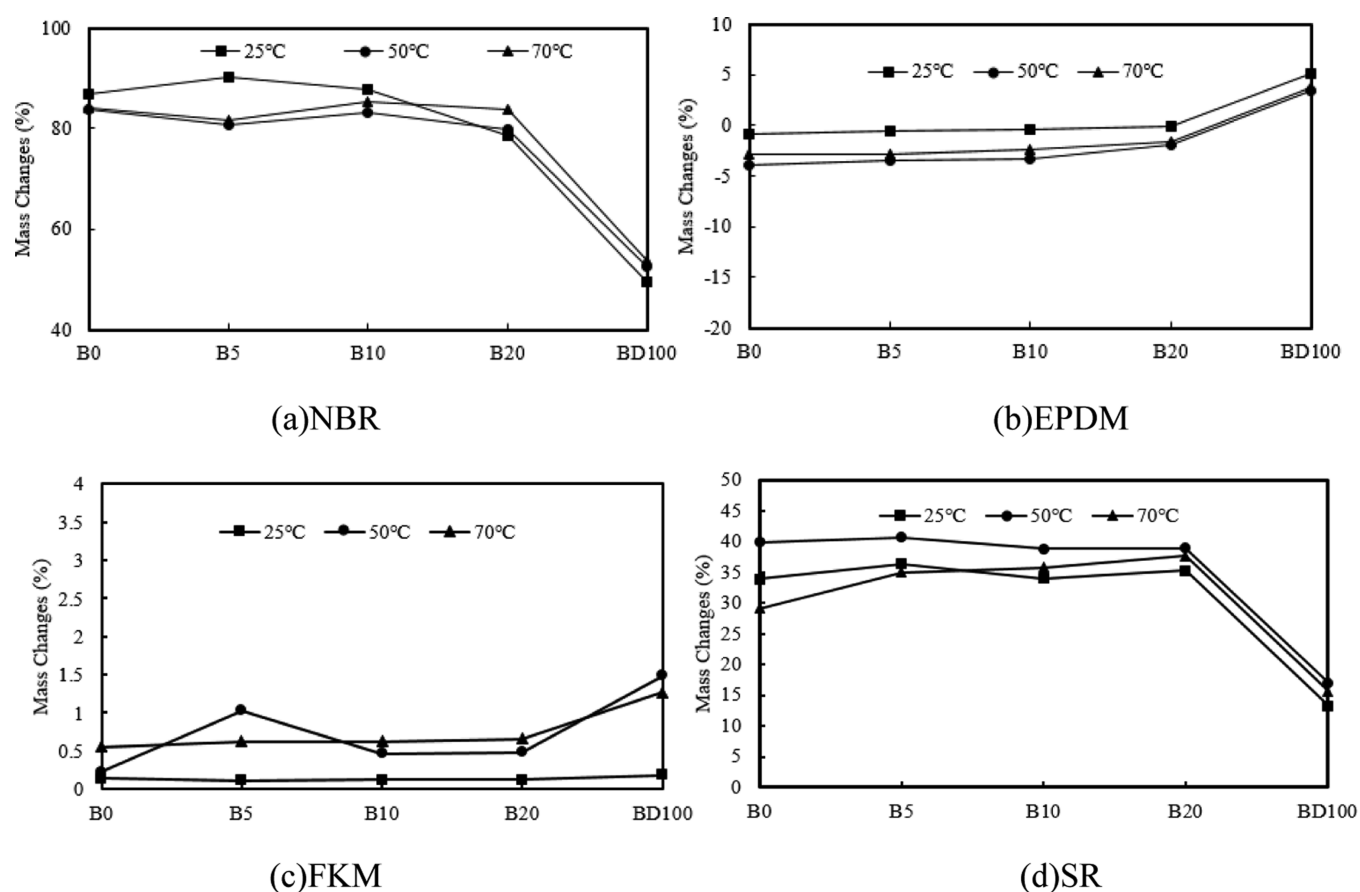 100
80
60
40
Mass Changes (%)
25℃ 50℃ 70℃
B0 B5 B10 B20 BD100
(a)NBR
10
5
0
-5
-10
-15
-20
Mass Changes (%)
25℃ 50℃ 70℃
B0 B5 B10 B20 BD100
(b)EPDM
4
3.5
3
2.5
2
1.5
1
0.5
0
Mass Changes (%)
25℃ 50℃ 70℃
B0 B5 B10 B20 BD100
(c)FKM
50
45
40
35
30
25
20
15
10
5
0
Mass Changes (%)
25℃ 50℃ 70℃
B0 B5 B10 B20 BD100
(d)SR